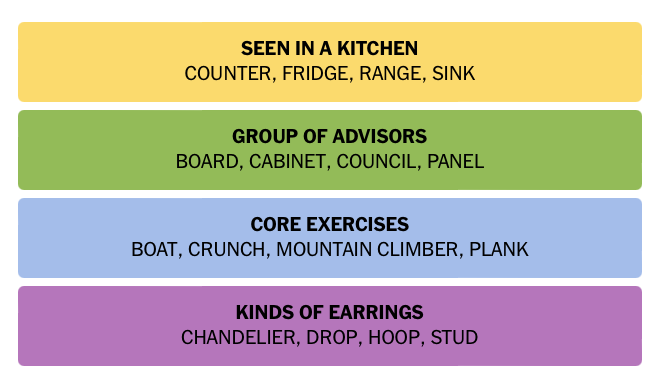 SEEN IN A KITCHEN
COUNTER, FRIDGE, RANGE, SINK
GROUP OF ADVISORS
BOARD, CABINET, COUNCIL, PANEL
CORE EXERCISES
BOAT, CRUNCH, MOUNTAIN CLIMBER, PLANK
KINDS OF EARRINGS
CHANDELIER, DROP, HOOP, STUD